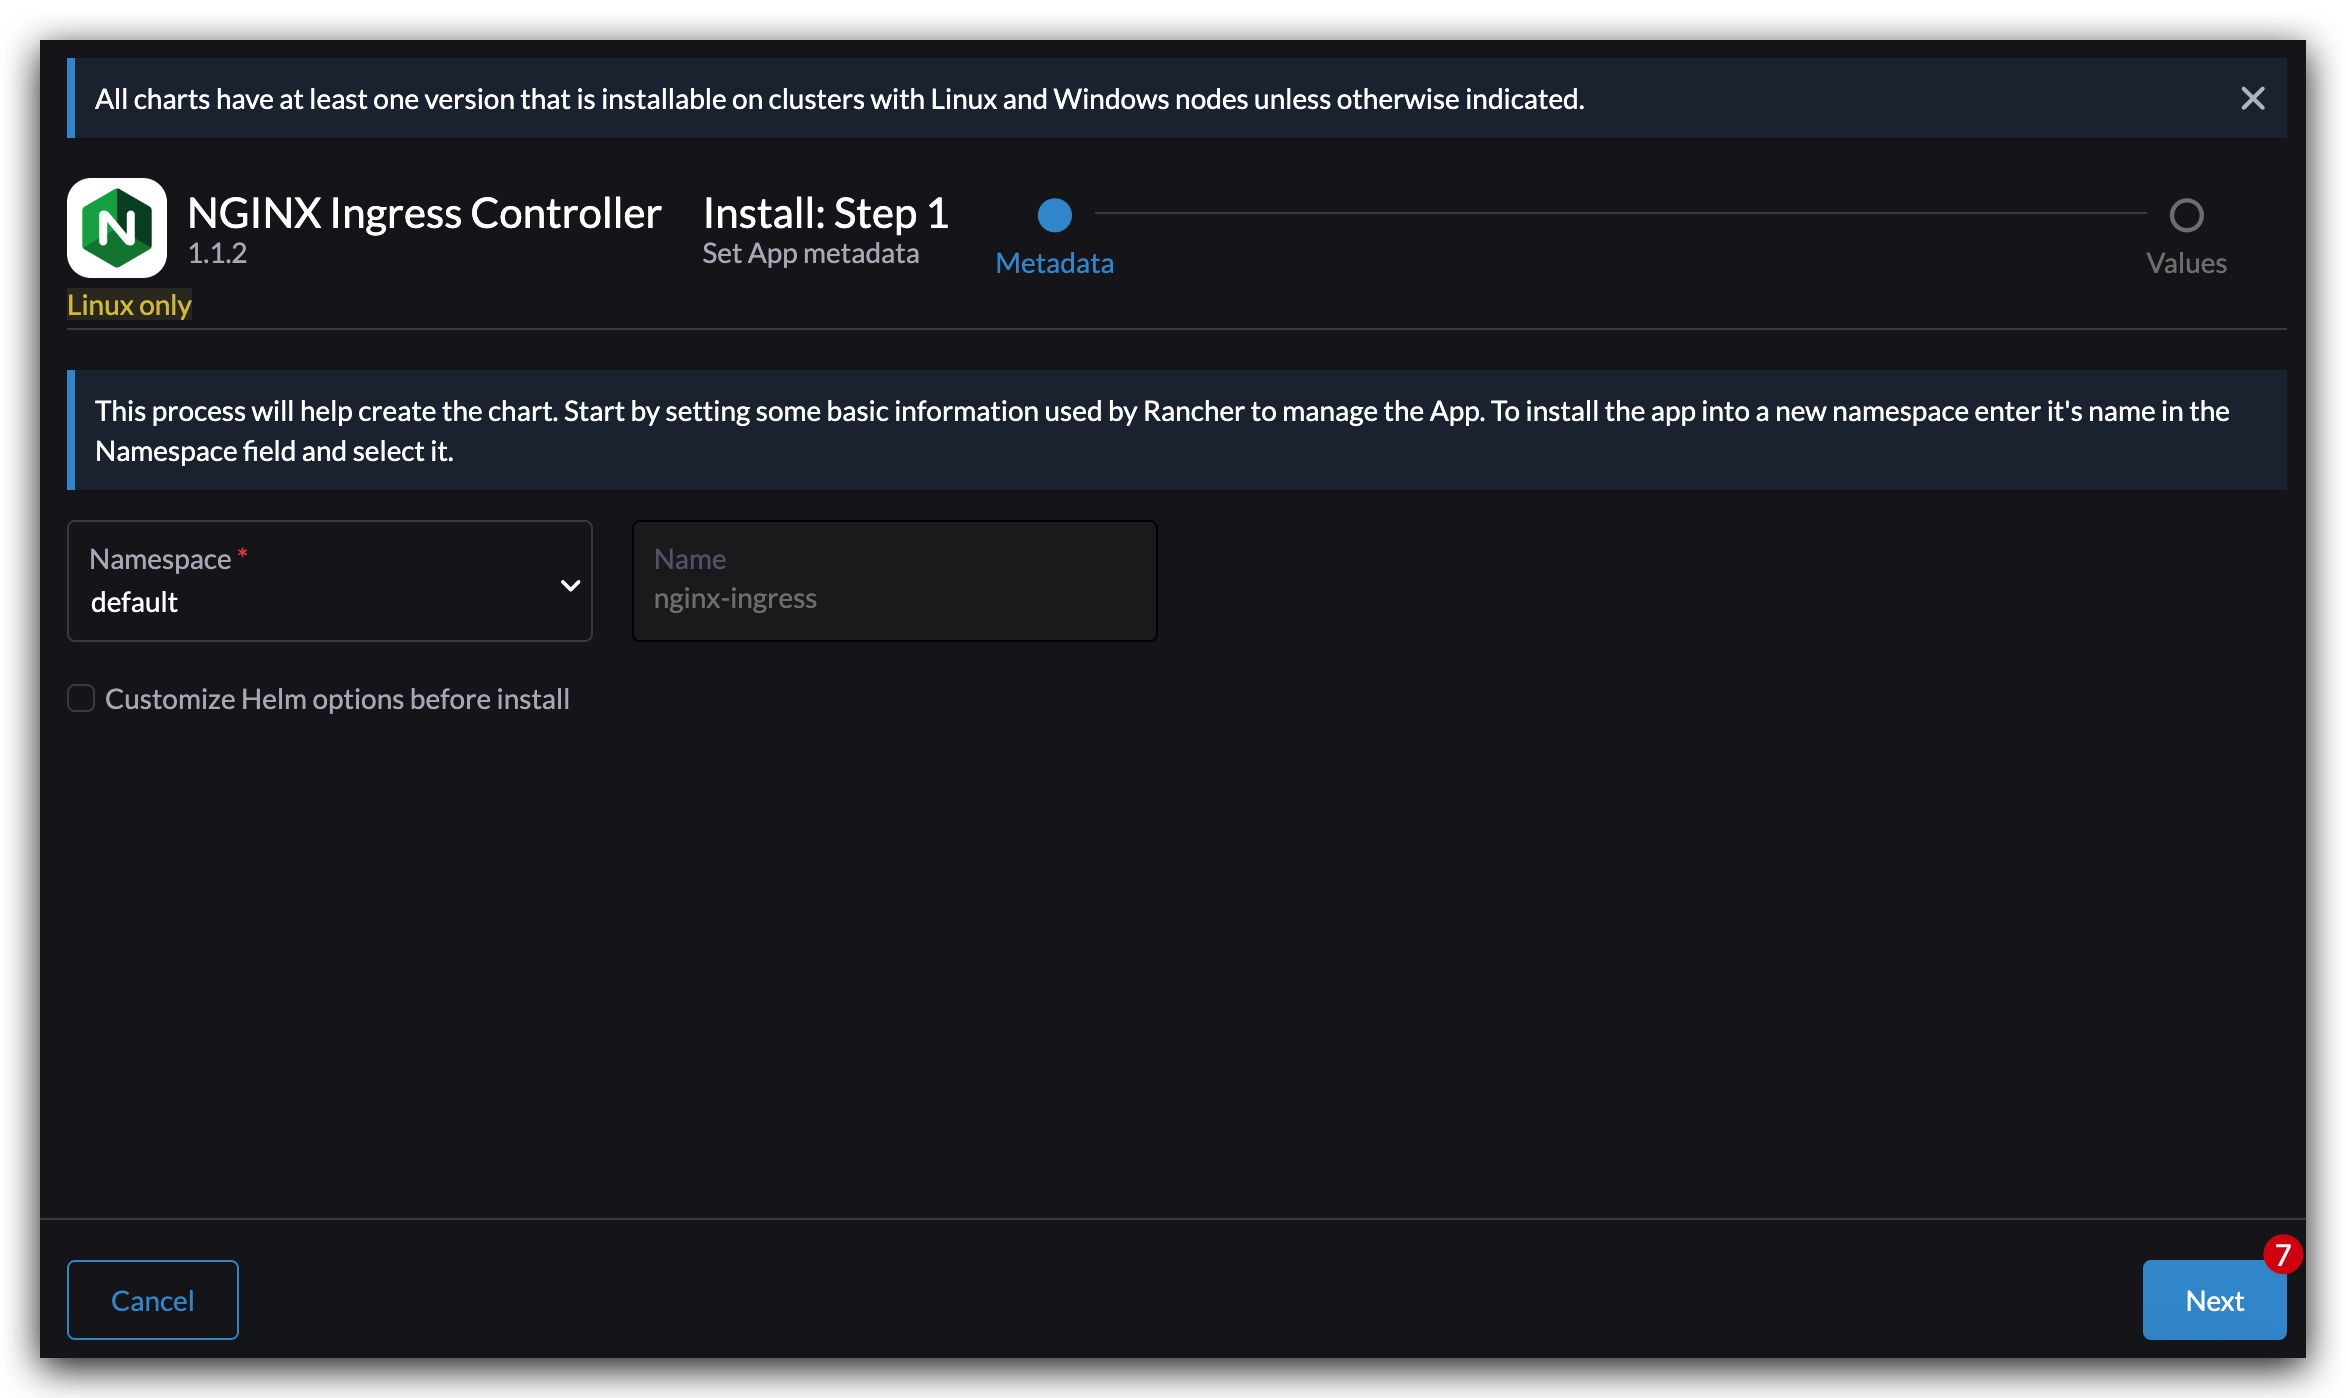 All charts have at least one version that is installable on clusters with Linux and Windows nodes unless otherwise indicated.
N
NGINX Ingress Controller
1.1.2
Linux only
Install: Step 1
Set App metadata
Metadata
Values
This process will help create the chart. Start by setting some basic information used by Rancher to manage the App. To install the app into a new namespace enter it's name in the
Namespace field and select it.
Namespace *
default
Name
nginx-ingress
Customize Helm options before install
Cancel
7
Next